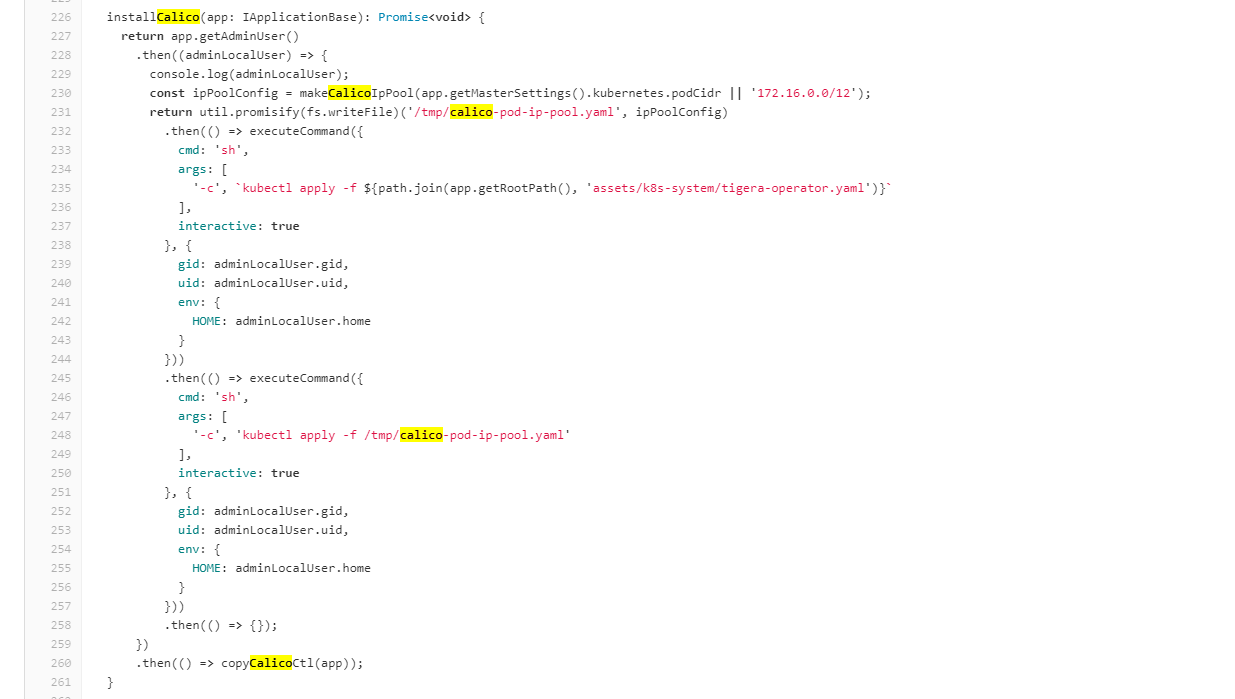 226 installCalico(app: IApplicationBase): Promise<void> {
227 return app.getAdminUser()
228 .then((adminLocalUser) => {
229 console.log(adminLocalUser);
230 const ipPoolConfig = makeCalicoIpPool(app.getMasterSettings().kubernetes.podCidr || '172.16.0.0/12');
231 return util.promisify(fs.writeFile)('/tmp/calico-pod-ip-pool.yaml', ipPoolConfig)
232 .then(() => executeCommand({
233 cmd: 'sh',
234 args: [
235 '-c', `kubectl apply -f ${path.join(app.getRootPath(), 'assets/k8s-system/tigera-operator.yaml')}`
236 ],
237 interactive: true
238 }, {
239 gid: adminLocalUser.gid,
240 uid: adminLocalUser.uid,
241 env: {
242 HOME: adminLocalUser.home
243 }
244 }))
245 .then(() => executeCommand({
246 cmd: 'sh',
247 args: [
248 '-c', 'kubectl apply -f /tmp/calico-pod-ip-pool.yaml'
249 ],
250 interactive: true
251 }, {
252 gid: adminLocalUser.gid,
253 uid: adminLocalUser.uid,
254 env: {
255 HOME: adminLocalUser.home
256 }
257 }))
258 .then(() => {});
259 })
260 .then(() => copyCalicoCtl(app));
261 }